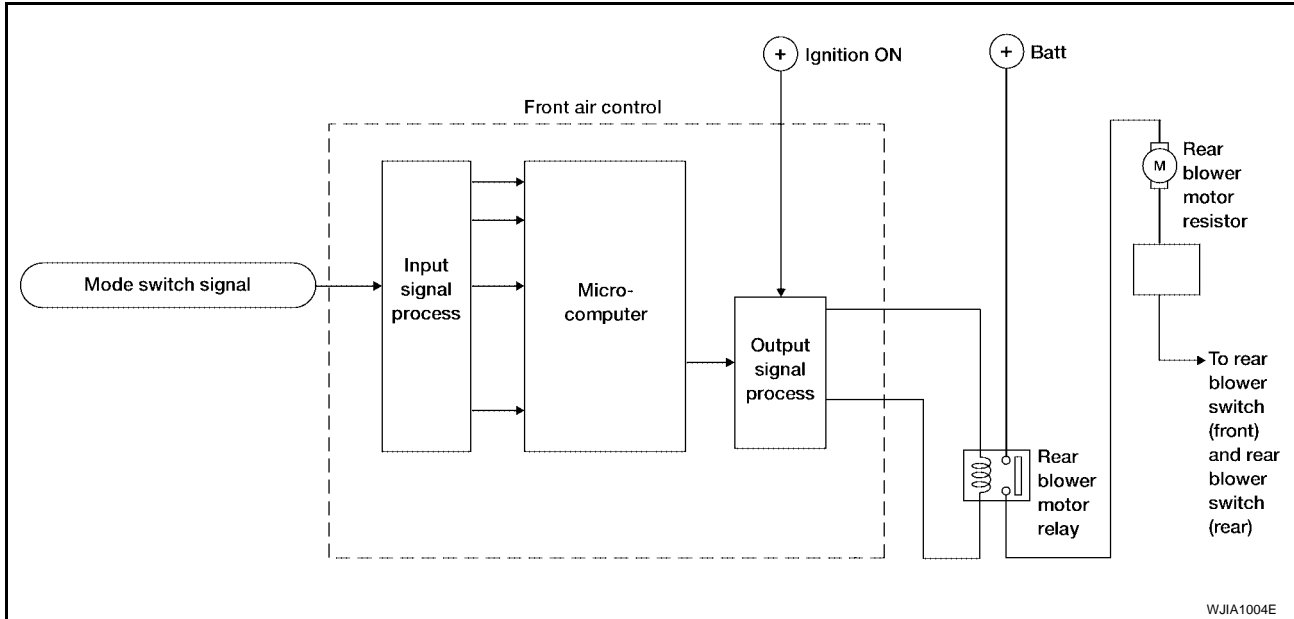 + Ignition ON
+ Batt
Front air control
Mode switch signal
Input
signal
process
Micro-
computer
Output
signal
process
Rear
blower
motor
relay
M
Rear
blower
motor
resistor
To rear
blower
switch
(front)
and rear
blower
switch
(rear)
WJIA1004E